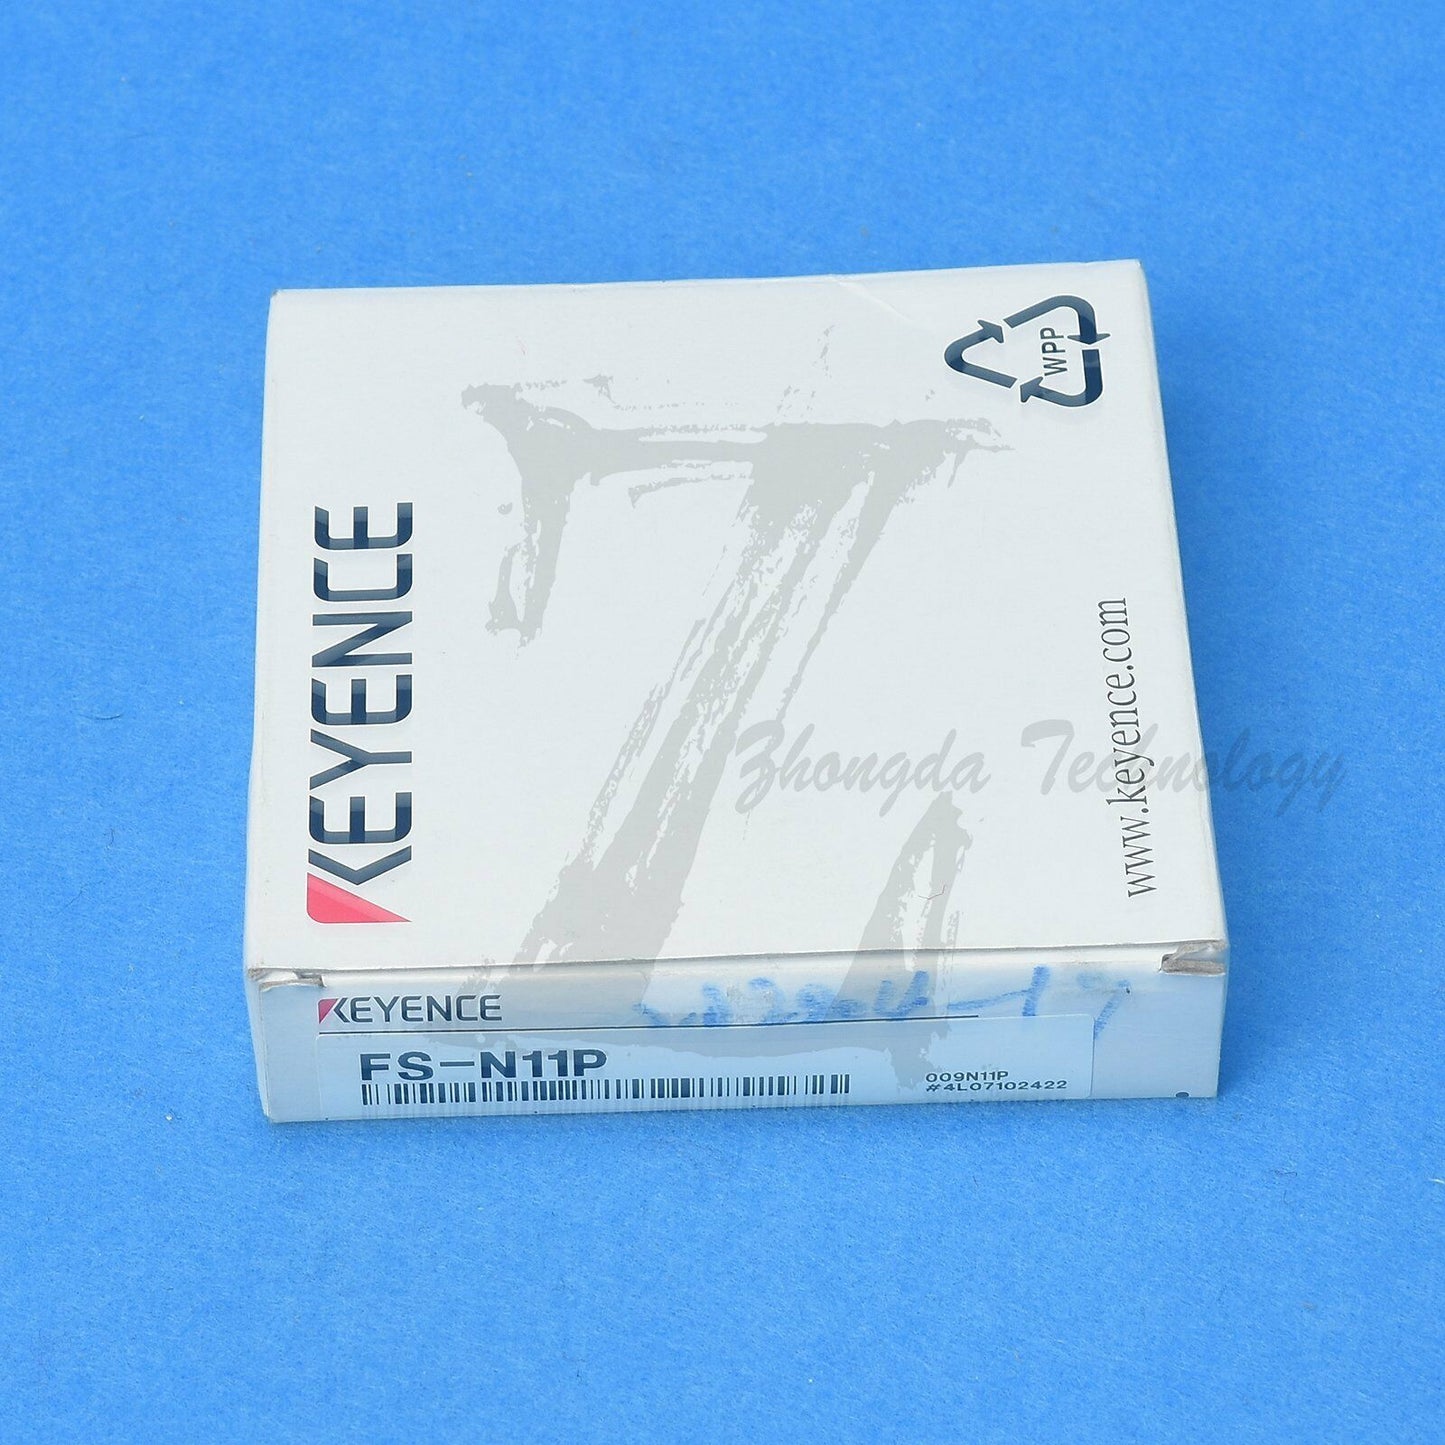 WPP
KEYENCE
www.keyence.com
Zhongda Technology
KEYENCE
FS-N11P
009N11P
#4L07102422